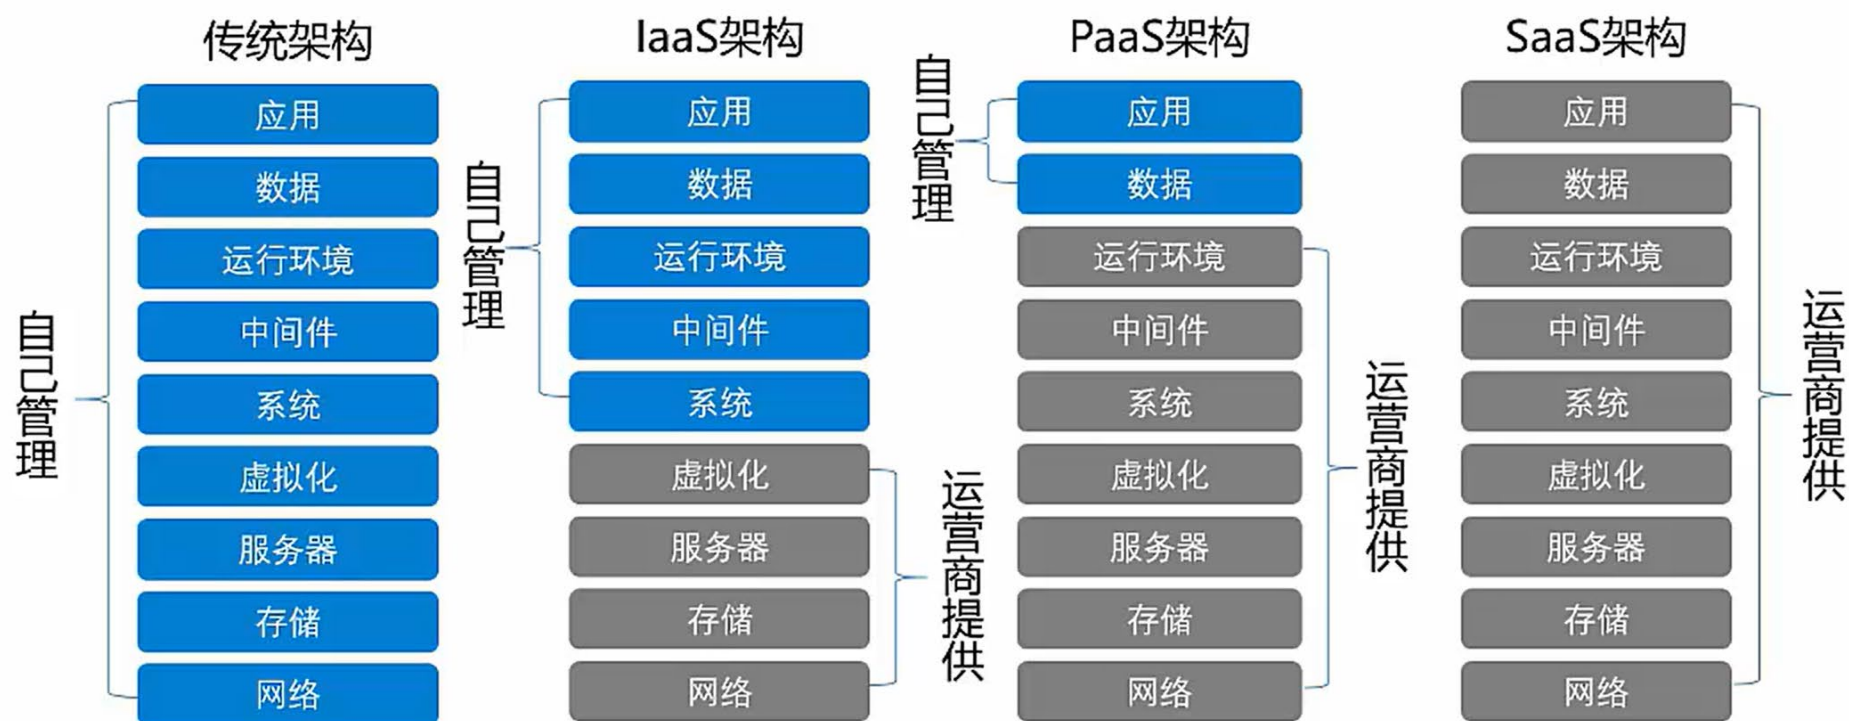 传统架构
自己管理
应用
数据
运行环境
中间件
系统
虚拟化
服务器
存储
网络
IaaS架构
自己管理
应用
数据
运行环境
中间件
系统
虚拟化
服务器
存储
网络
运营商提供
PaaS架构
自己管理
应用
数据
运行环境
中间件
系统
虚拟化
服务器
存储
网络
运营商提供
SaaS架构
应用
数据
运行环境
中间件
系统
虚拟化
服务器
存储
网络
运营商提供